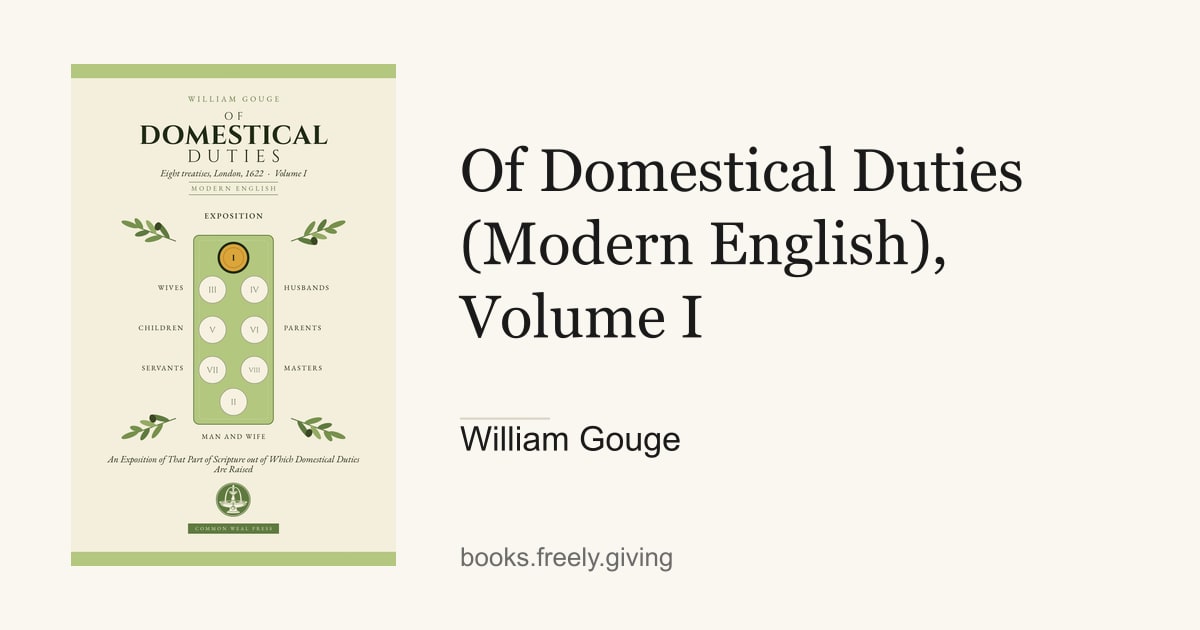 WILLIAM GOUGE
OF
DOMESTICAL
DUTIES
Eight treatises, London, 1622 · Volume I
MODERN ENGLISH
EXPOSITION
I
WIVES III IV HUSBANDS
CHILDREN V VI PARENTS
SERVANTS VII VIII MASTERS
II
MAN AND WIFE
An Exposition of That Part of Scripture out of Which Domestical Duties
Are Raised
COMMON WEAL PRESS
Of Domestical Duties
(Modern English),
Volume I
William Gouge
books.freely.giving